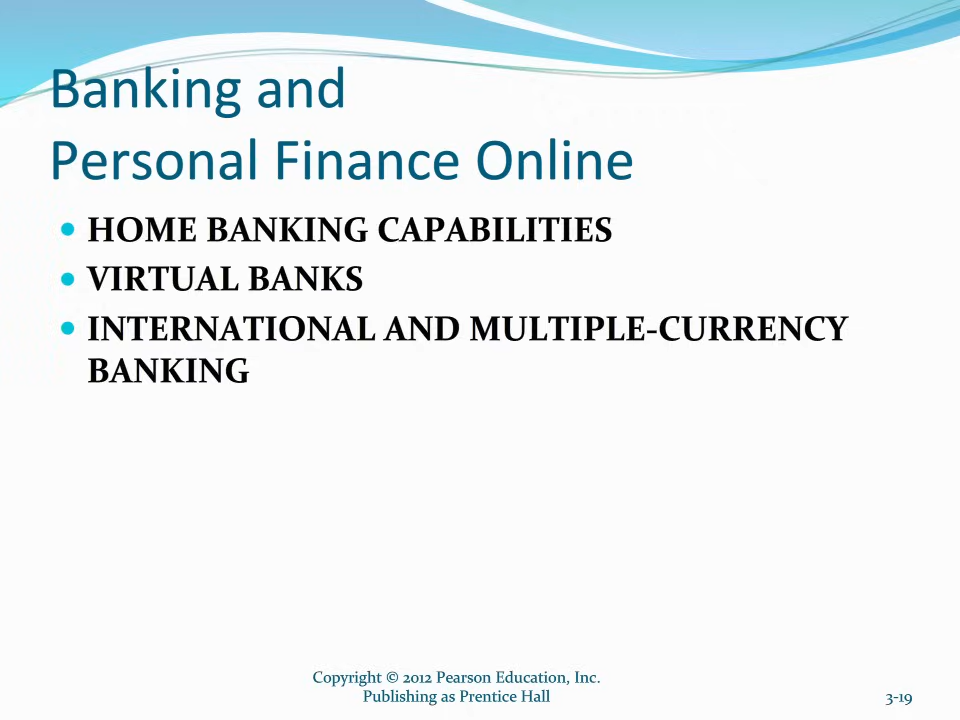 Banking and
Personal Finance Online
• HOME BANKING CAPABILITIES
• VIRTUAL BANKS
• INTERNATIONAL AND MULTIPLE-CURRENCY
BANKING
Copyright © 2012 Pearson Education, Inc.
Publishing as Prentice Hall
3-19